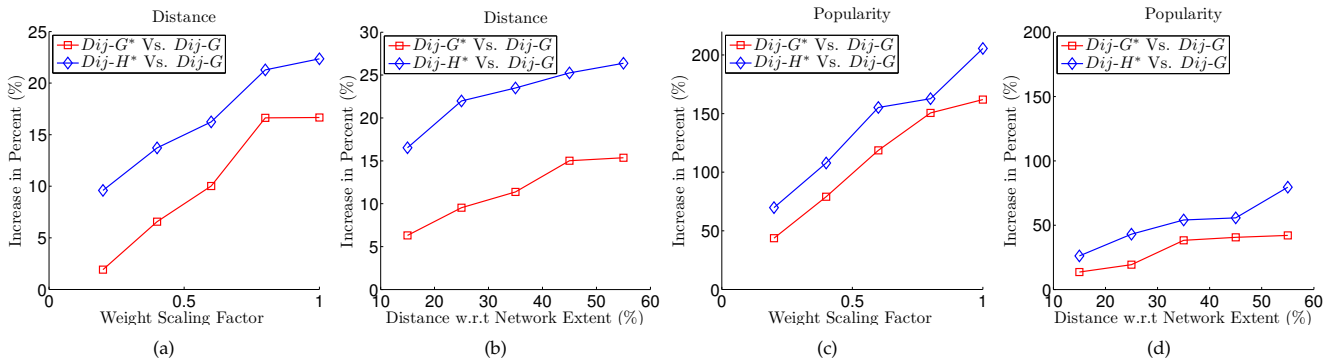 Distance
25
20
15
10
5
0
0
0.5
1
Increase in Percent (%)
Weight Scaling Factor
Dij-G* Vs. Dij-G
Dij-H* Vs. Dij-G
(a)
Distance
30
25
20
15
10
5
0
10
20
30
40
50
60
Increase in Percent (%)
Distance w.r.t Network Extent (%)
Dij-G* Vs. Dij-G
Dij-H* Vs. Dij-G
(b)
Popularity
200
150
100
50
0
0
0.5
1
Increase in Percent (%)
Weight Scaling Factor
Dij-G* Vs. Dij-G
Dij-H* Vs. Dij-G
(c)
Popularity
200
150
100
50
0
10
20
30
40
50
60
Increase in Percent (%)
Distance w.r.t Network Extent (%)
Dij-G* Vs. Dij-G
Dij-H* Vs. Dij-G
(d)